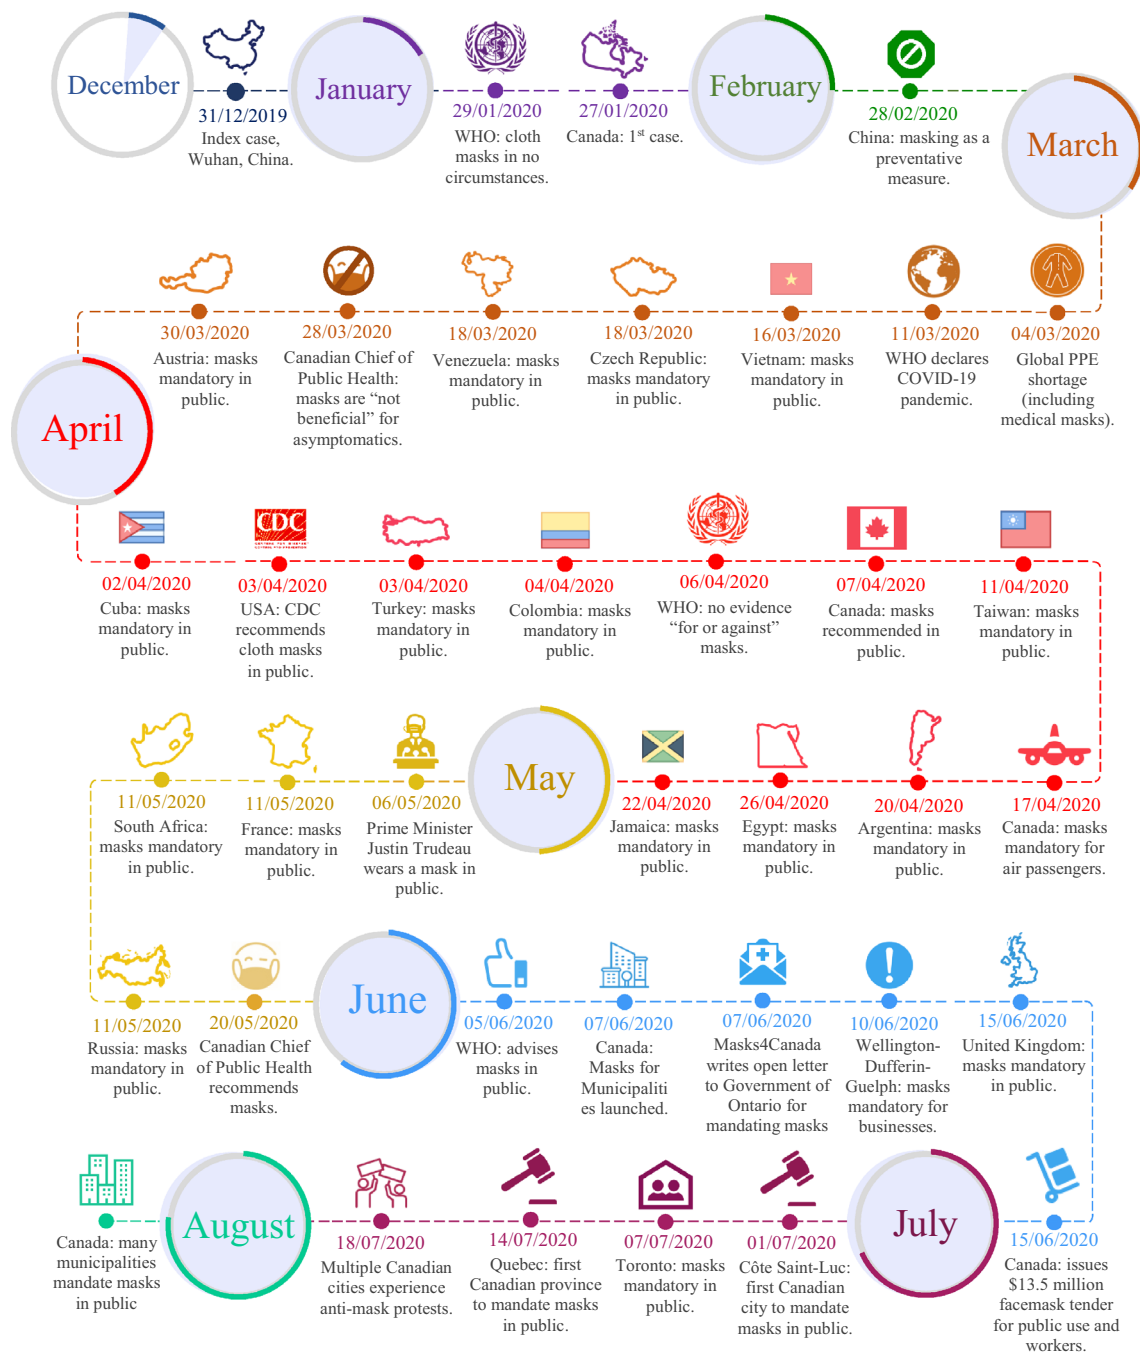 December
31/12/2019
Index case,
Wuhan, China.
January
29/01/2020
WHO: cloth
masks in no
circumstances.
27/01/2020
Canada: 1st case.
February
28/02/2020
China: masking as a
preventative
measure.
March
30/03/2020
Austria: masks
mandatory in
public.
28/03/2020
Canadian Chief of
Public Health:
masks are “not
beneficial” for
asymptomatics.
18/03/2020
Venezuela: masks
mandatory in
public.
18/03/2020
Czech Republic:
masks mandatory
in public.
16/03/2020
Vietnam: masks
mandatory in
public.
11/03/2020
WHO declares
COVID-19
pandemic.
04/03/2020
Global PPE
shortage
(including
medical masks).
April
02/04/2020
Cuba: masks
mandatory in
public.
CDC
03/04/2020
USA: CDC
recommends
cloth masks
in public.
03/04/2020
Turkey: masks
mandatory in
public.
04/04/2020
Colombia: masks
mandatory in
public.
06/04/2020
WHO: no evidence
“for or against”
masks.
07/04/2020
Canada: masks
recommended in
public.
11/04/2020
Taiwan: masks
mandatory in
public.
11/05/2020
South Africa:
masks mandatory
in public.
11/05/2020
France: masks
mandatory in
public.
06/05/2020
Prime Minister
Justin Trudeau
wears a mask in
public.
May
22/04/2020
Jamaica: masks
mandatory in
public.
26/04/2020
Egypt: masks
mandatory in
public.
20/04/2020
Argentina: masks
mandatory in
public.
17/04/2020
Canada: masks
mandatory for
air passengers.
11/05/2020
Russia: masks
mandatory in
public.
20/05/2020
Canadian Chief
of Public Health
recommends
masks.
June
05/06/2020
WHO: advises
masks in
public.
07/06/2020
Canada:
Masks for
Municipaliti
es launched.
07/06/2020
Masks4Canada
writes open letter
to Government of
Ontario for
mandating masks
10/06/2020
Wellington-
Dufferin-
Guelph: masks
mandatory for
businesses.
15/06/2020
United Kingdom:
masks mandatory
in public.
Canada: many
municipalities
mandate masks
in public
August
18/07/2020
Multiple Canadian
cities experience
anti-mask protests.
14/07/2020
Quebec: first
Canadian province
to mandate masks
in public.
07/07/2020
Toronto: masks
mandatory in
public.
01/07/2020
Côte Saint-Luc:
first Canadian
city to mandate
masks in public.
July
15/06/2020
Canada: issues
$13.5 million
facemask tender
for public use and
workers.